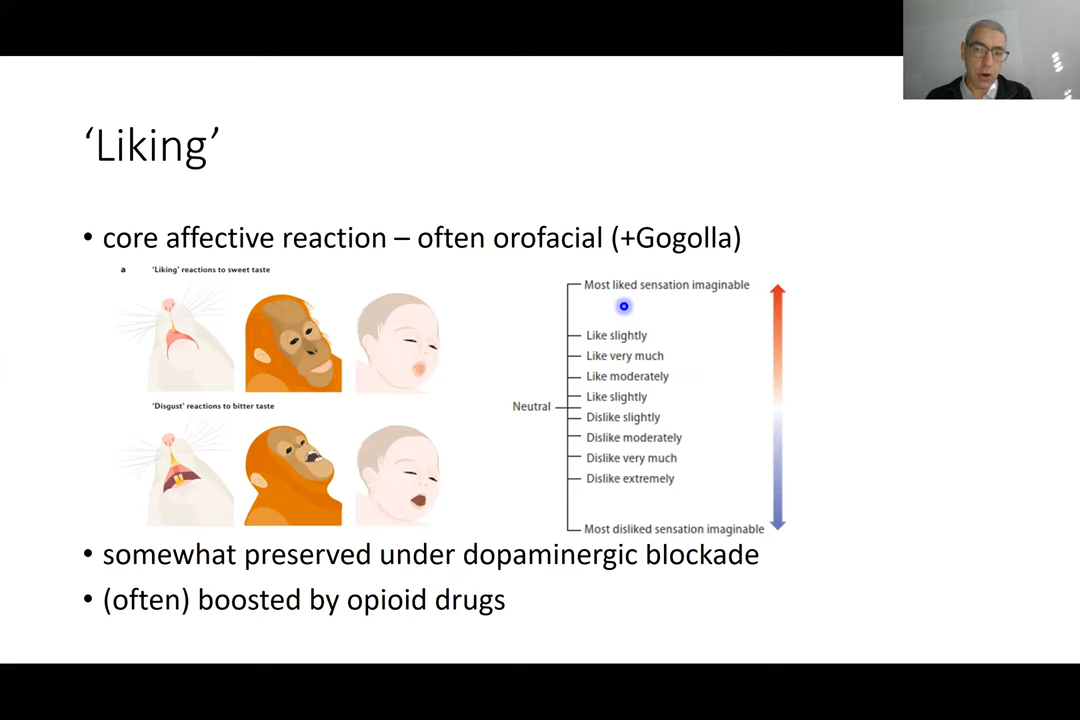 ‘Liking’
• core affective reaction – often orofacial (+Gogolla)
a ‘Liking’ reactions to sweet taste
‘Disgust’ reactions to bitter taste
Most liked sensation imaginable
Like slightly
Like very much
Like moderately
Like slightly
Neutral
Dislike slightly
Dislike moderately
Dislike very much
Dislike extremely
Most disliked sensation imaginable
• somewhat preserved under dopaminergic blockade
• (often) boosted by opioid drugs